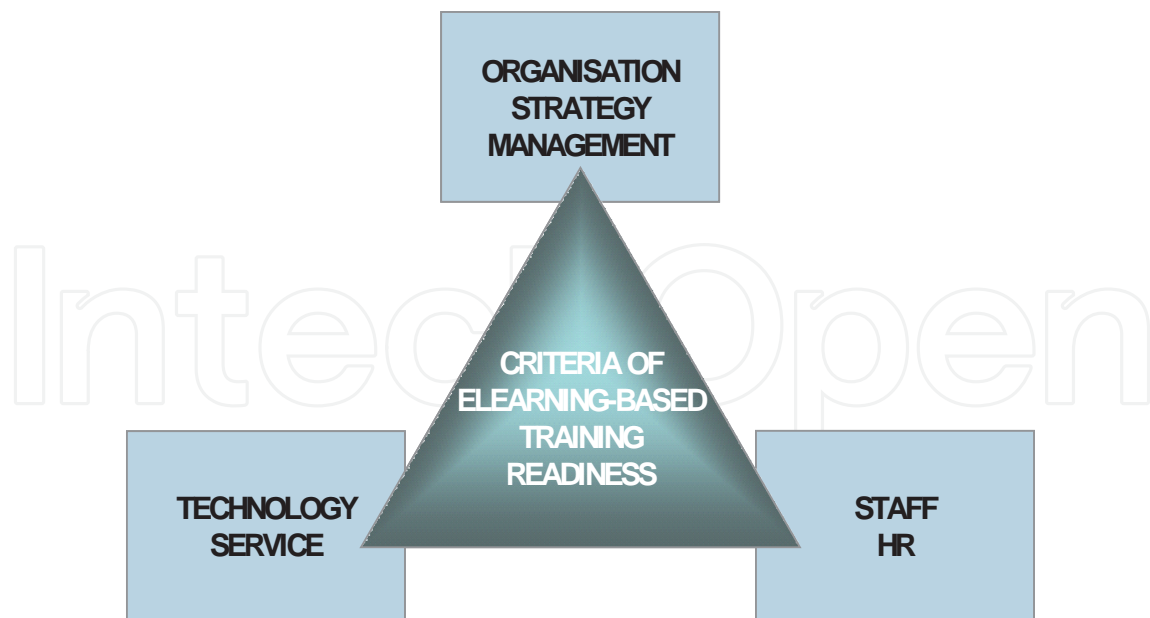 ORGANISATION
STRATEGY
MANAGEMENT
IntechOpen
CRITERIA OF
ELEARNING-BASED
TRAINING
READINESS
TECHNOLOGY
SERVICE
STAFF
HR